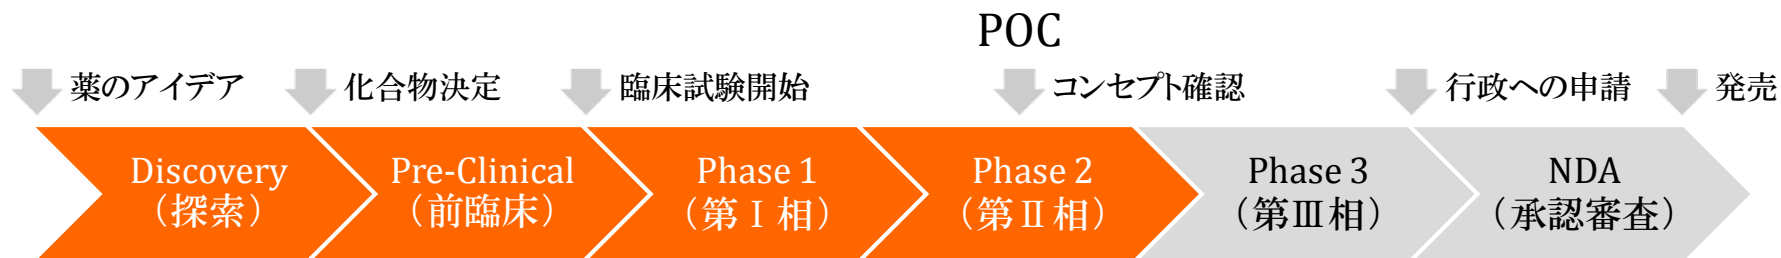 POC
薬のアイデア
化合物決定
臨床試験開始
コンセプト確認
行政への申請
発売
Discovery
（探索）
Pre-Clinical
（前臨床）
Phase 1
（第Ⅰ相）
Phase 2
（第Ⅱ相）
Phase 3
（第Ⅲ相）
NDA
（承認審査）